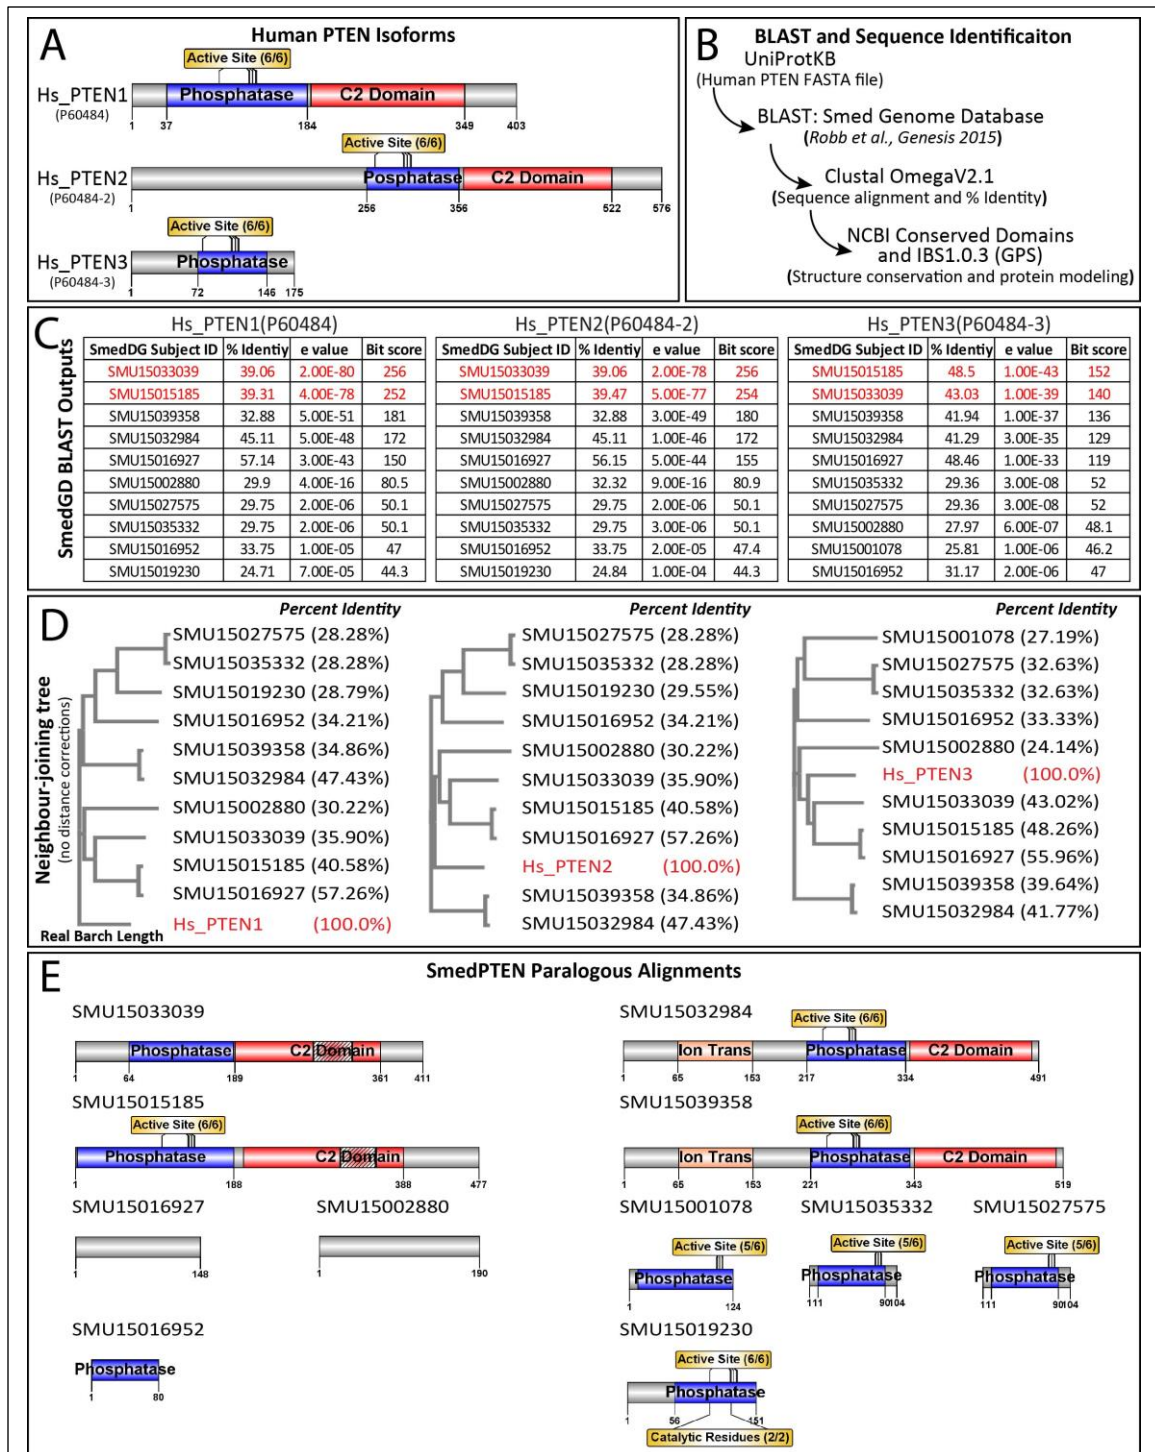 A
Human PTEN Isoforms
Active Site (6/6)
Hs_PTEN1
(P60484)
Phosphatase
C2 Domain
1 37 184 349 403
Active Site (6/6)
Hs_PTEN2
(P60484-2)
Posphatase
C2 Domain
1 256 356 522 576
Active Site (6/6)
Hs_PTEN3
(P60484-3)
Phosphatase
1 72 146 175
B
BLAST and Sequence Identificaiton
UniProtKB
(Human PTEN FASTA file)
BLAST: Smed Genome Database
(Robb et al., Genesis 2015)
Clustal OmegaV2.1
(Sequence alignment and % Identity)
NCBI Conserved Domains
and IBS1.0.3 (GPS)
(Structure conservation and protein modeling)
C
SmedGD BLAST Outputs
Hs_PTEN1(P60484)
SmedDG Subject ID % Identiy e value Bit score
SMU15033039 39.06 2.00E-80 256
SMU15015185 39.31 4.00E-78 252
SMU15039358 32.88 5.00E-51 181
SMU15032984 45.11 5.00E-48 172
SMU15016927 57.14 3.00E-43 150
SMU15002880 29.9 4.00E-16 80.5
SMU15027575 29.75 2.00E-06 50.1
SMU15035332 29.75 2.00E-06 50.1
SMU15016952 33.75 1.00E-05 47
SMU15019230 24.71 7.00E-05 44.3
Hs_PTEN2(P60484-2)
SmedDG Subject ID % Identiy e value Bit score
SMU15033039 39.06 2.00E-78 256
SMU15015185 39.47 5.00E-77 254
SMU15039358 32.88 3.00E-49 180
SMU15032984 45.11 1.00E-46 172
SMU15016927 56.15 5.00E-44 155
SMU15002880 32.32 9.00E-16 80.9
SMU15027575 29.75 2.00E-06 50.1
SMU15035332 29.75 3.00E-06 50.1
SMU15016952 33.75 2.00E-05 47.4
SMU15019230 24.84 1.00E-04 44.3
Hs_PTEN3(P60484-3)
SmedDG Subject ID % Identiy e value Bit score
SMU15015185 48.5 1.00E-43 152
SMU15033039 43.03 1.00E-39 140
SMU15039358 41.94 1.00E-37 136
SMU15032984 41.29 3.00E-35 129
SMU15016927 48.46 1.00E-33 119
SMU15035332 29.36 3.00E-08 52
SMU15027575 29.36 3.00E-08 52
SMU15002880 27.97 6.00E-07 48.1
SMU15001078 25.81 1.00E-06 46.2
SMU15016952 31.17 2.00E-06 47
D
Neighbour-joining tree
(no distance corrections)
Percent Identity
SMU15027575 (28.28%)
SMU15035332 (28.28%)
SMU15019230 (28.79%)
SMU15016952 (34.21%)
SMU15039358 (34.86%)
SMU15032984 (47.43%)
SMU15002880 (30.22%)
SMU15033039 (35.90%)
SMU15015185 (40.58%)
SMU15016927 (57.26%)
Hs_PTEN1 (100.0%)
Real Barch Length
Percent Identity
SMU15027575 (28.28%)
SMU15035332 (28.28%)
SMU15019230 (29.55%)
SMU15016952 (34.21%)
SMU15002880 (30.22%)
SMU15033039 (35.90%)
SMU15015185 (40.58%)
SMU15016927 (57.26%)
Hs_PTEN2 (100.0%)
SMU15039358 (34.86%)
SMU15032984 (47.43%)
Percent Identity
SMU15001078 (27.19%)
SMU15027575 (32.63%)
SMU15035332 (32.63%)
SMU15016952 (33.33%)
SMU15002880 (24.14%)
Hs_PTEN3 (100.0%)
SMU15033039 (43.02%)
SMU15015185 (48.26%)
SMU15016927 (55.96%)
SMU15039358 (39.64%)
SMU15032984 (41.77%)
E
SmedPTEN Paralogous Alignments
SMU15033039
Phosphatase
C2 Domain
1 64 189 361 411
SMU15015185
Active Site (6/6)
Phosphatase
C2 Domain
1 188 388 477
SMU15016927
1 148
SMU15002880
1 190
SMU15016952
Phosphatase
1 80
SMU15032984
Active Site (6/6)
Ion Trans
Phosphatase
C2 Domain
1 65 153 217 334 491
SMU15039358
Active Site (6/6)
Ion Trans
Phosphatase
C2 Domain
1 65 153 221 343 519
SMU15001078
Active Site (5/6)
Phosphatase
1 124
SMU15035332
Active Site (5/6)
Phosphatase
1 11 90 104
SMU15027575
Active Site (5/6)
Phosphatase
1 11 90 104
SMU15019230
Active Site (6/6)
Phosphatase
1 56 151
Catalytic Residues (2/2)